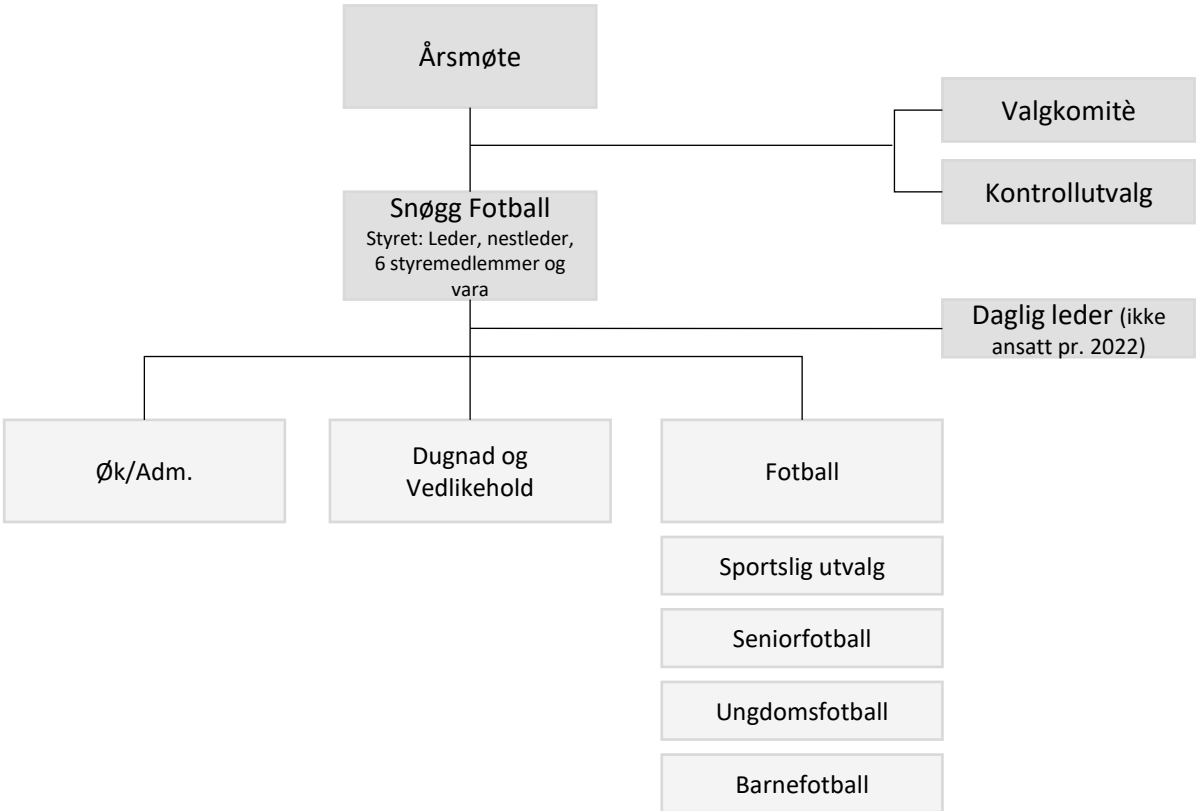 Årsmøte
Valgkomitè
Kontrollutvalg
Snøgg Fotball
Styret: Leder, nestleder,
6 styremedlemmer og
vara
Daglig leder (ikke
ansatt pr. 2022)
Øk/Adm.
Dugnad og
Vedlikehold
Fotball
Sportslig utvalg
Seniorfotball
Ungdomsfotball
Barnefotball